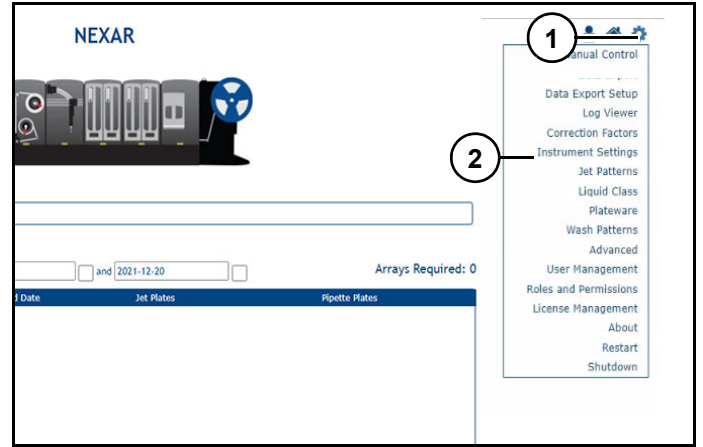 NEXAR
1
Manual Control
Data Export Setup
Log Viewer
Correction Factors
2
Instrument Settings
Jet Patterns
Liquid Class
Plateware
Wash Patterns
Advanced
User Management
Roles and Permissions
License Management
About
Restart
Shutdown
and 2021-12-20
Arrays Required: 0
d Date Jet Plates Pipette Plates